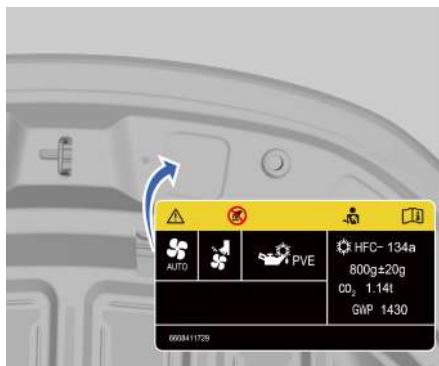 AUTO
PVE
HFC- 134a
800g±20g
CO₂ 1.14t
GWP 1430
6608411729